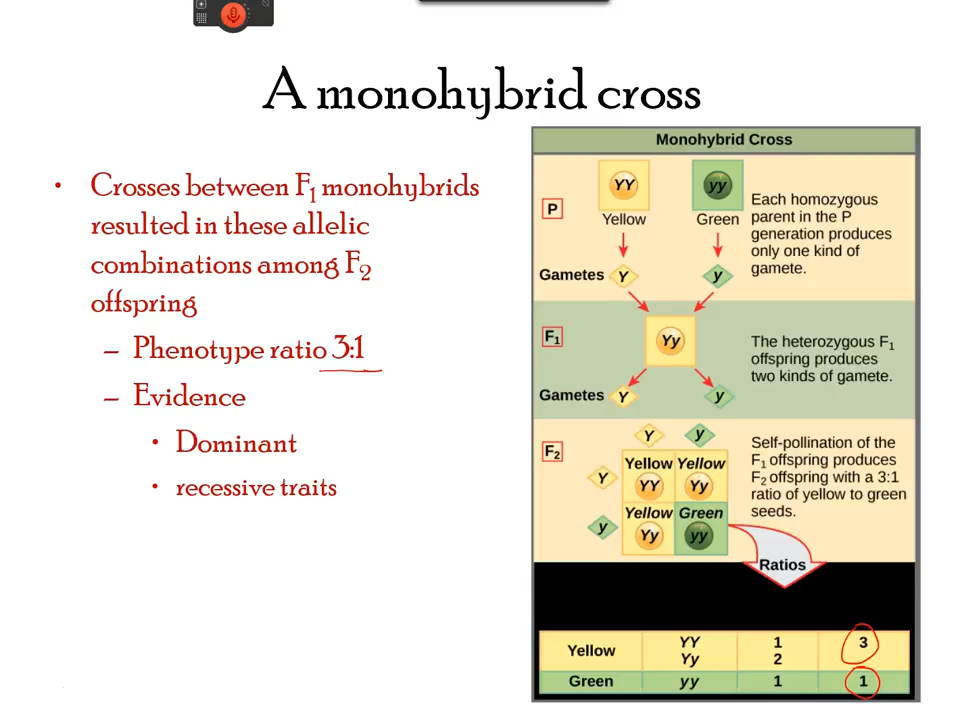 A monohybrid cross
• Crosses between F₁ monohybrids
resulted in these allelic
combinations among F₂
offspring
– Phenotype ratio 3:1
– Evidence
• Dominant
• recessive traits
Monohybrid Cross
P
YY
yy
Yellow
Green
Each homozygous
parent in the P
generation produces
only one kind of
gamete.
Gametes
Y
y
F₁
Yy
The heterozygous F₁
offspring produces
two kinds of gamete.
Gametes
Y
y
F₂
Y
y
Y
Yellow
YY
Yellow
Yy
y
Yellow
Yy
Green
yy
Self-pollination of the
F₁ offspring produces
F₂ offspring with a 3:1
ratio of yellow to green
seeds.
Ratios
Yellow
YY
Yy
1
2
3
Green
yy
1
1